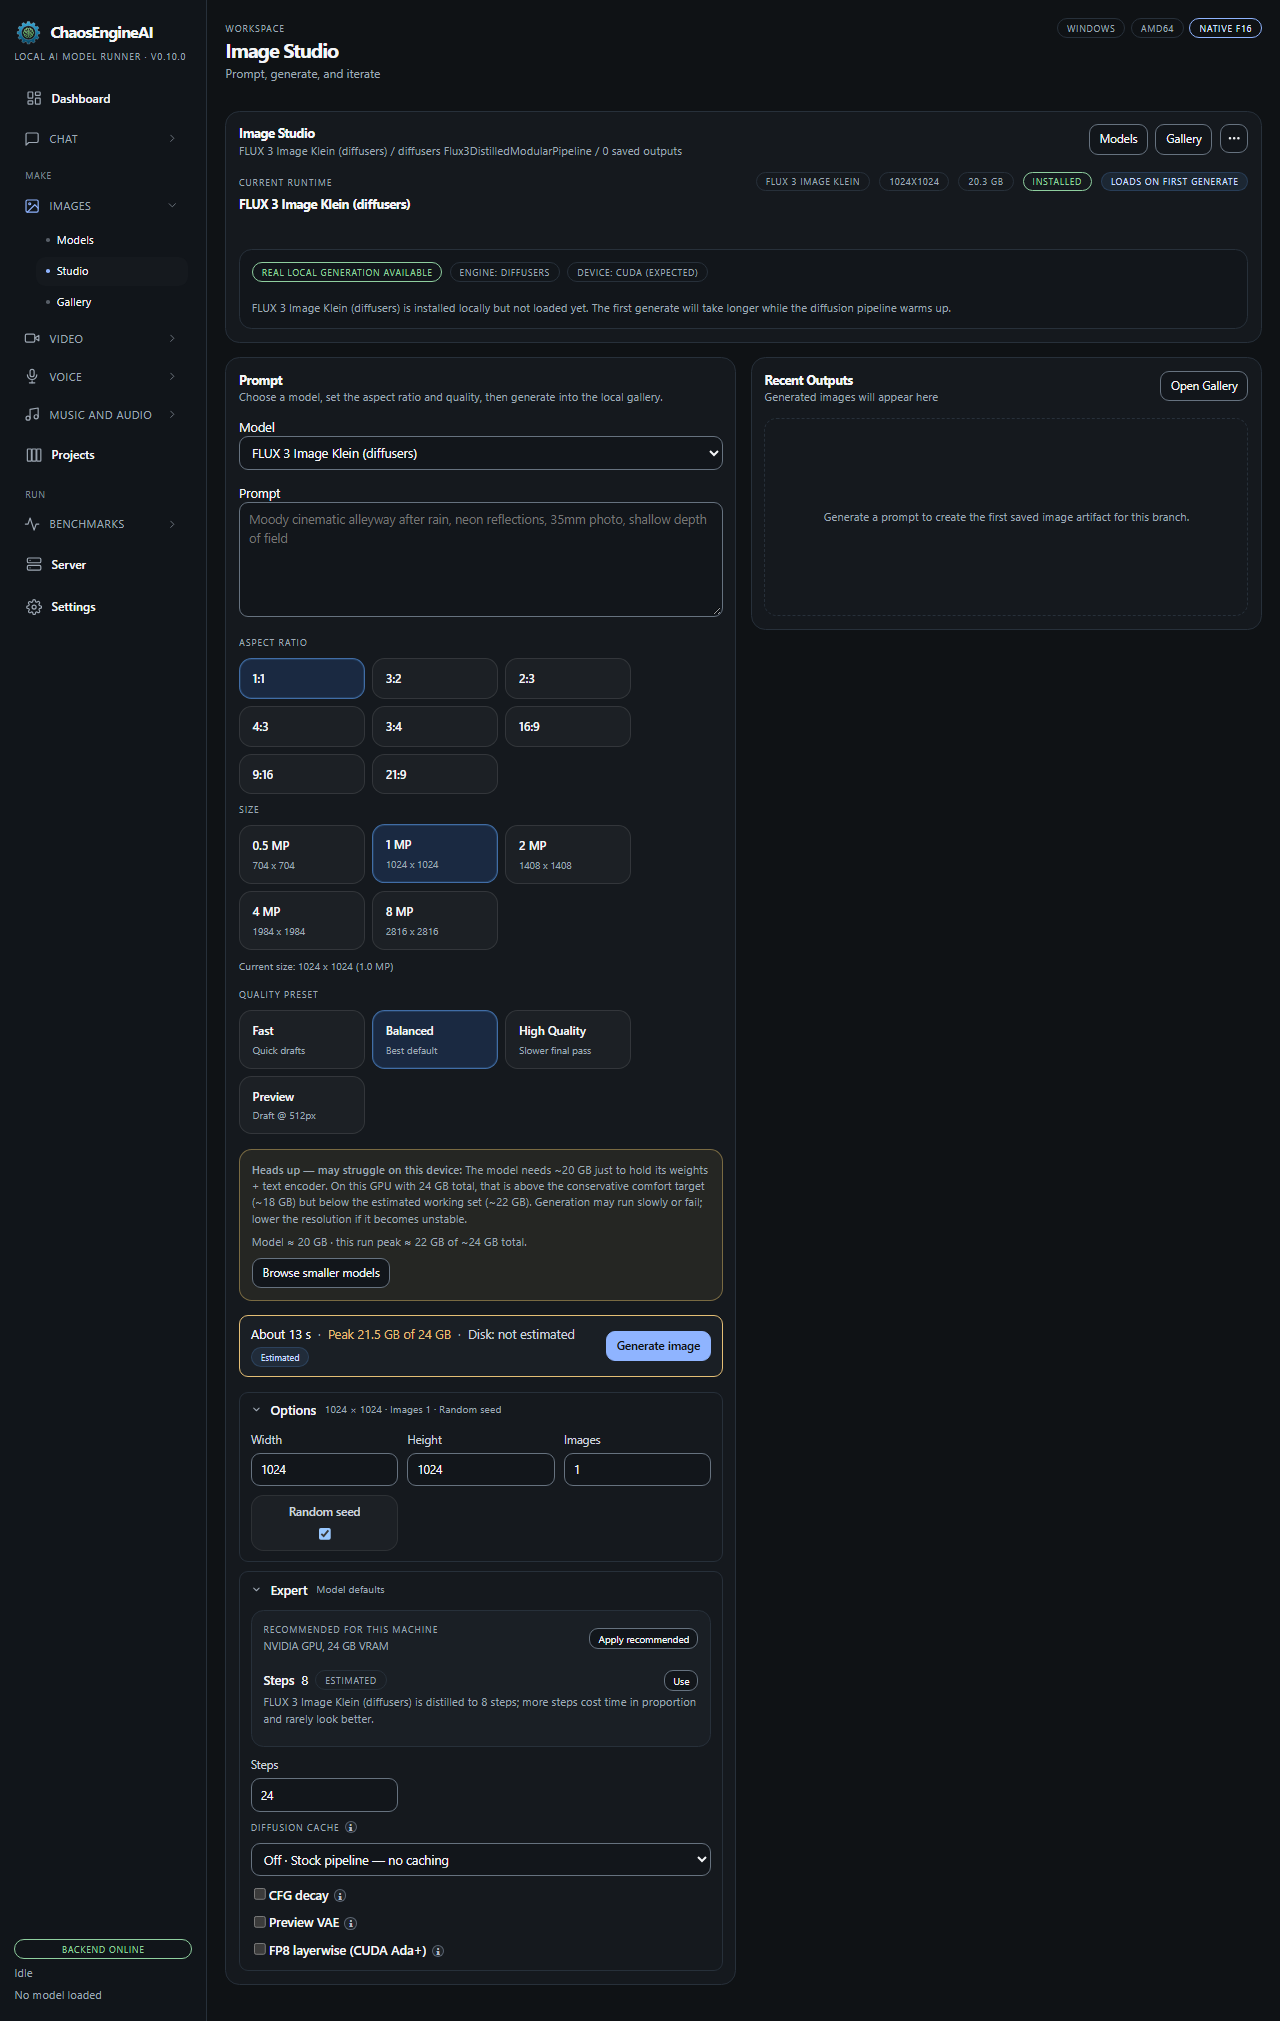 ChaosEngineAI
LOCAL AI MODEL RUNNER · V0.10.0
Dashboard
CHAT
MAKE
IMAGES
Models
Studio
Gallery
VIDEO
VOICE
MUSIC AND AUDIO
Projects
RUN
BENCHMARKS
Server
Settings
BACKEND ONLINE
Idle
No model loaded
WORKSPACE
Image Studio
Prompt, generate, and iterate
WINDOWS
AMD64
NATIVE F16
Image Studio
FLUX 3 Image Klein (diffusers) / diffusers Flux3DistilledModularPipeline / 0 saved outputs
Models
Gallery
···
CURRENT RUNTIME
FLUX 3 Image Klein (diffusers)
FLUX 3 IMAGE KLEIN
1024X1024
20.3 GB
INSTALLED
LOADS ON FIRST GENERATE
REAL LOCAL GENERATION AVAILABLE
ENGINE: DIFFUSERS
DEVICE: CUDA (EXPECTED)
FLUX 3 Image Klein (diffusers) is installed locally but not loaded yet. The first generate will take longer while the diffusion pipeline warms up.
Prompt
Choose a model, set the aspect ratio and quality, then generate into the local gallery.
Model
FLUX 3 Image Klein (diffusers)
Prompt
Moody cinematic alleyway after rain, neon reflections, 35mm photo, shallow depth
of field
ASPECT RATIO
1:1
3:2
2:3
4:3
3:4
16:9
9:16
21:9
SIZE
0.5 MP
704 x 704
1 MP
1024 x 1024
2 MP
1408 x 1408
4 MP
1984 x 1984
8 MP
2816 x 2816
Current size: 1024 x 1024 (1.0 MP)
QUALITY PRESET
Fast
Quick drafts
Balanced
Best default
High Quality
Slower final pass
Preview
Draft @ 512px
Heads up — may struggle on this device: The model needs ~20 GB just to hold its weights
+ text encoder. On this GPU with 24 GB total, that is above the conservative comfort target
(~18 GB) but below the estimated working set (~22 GB). Generation may run slowly or fail;
lower the resolution if it becomes unstable.
Model ≈ 20 GB · this run peak ≈ 22 GB of ~24 GB total.
Browse smaller models
About 13 s · Peak 21.5 GB of 24 GB · Disk: not estimated
Estimated
Generate image
Options 1024 × 1024 · Images 1 · Random seed
Width
Height
Images
1024
1024
1
Random seed
Expert Model defaults
RECOMMENDED FOR THIS MACHINE
NVIDIA GPU, 24 GB VRAM
Apply recommended
Steps 8 ESTIMATED
Use
FLUX 3 Image Klein (diffusers) is distilled to 8 steps; more steps cost time in proportion
and rarely look better.
Steps
24
DIFFUSION CACHE
Off · Stock pipeline — no caching
CFG decay
Preview VAE
FP8 layerwise (CUDA Ada+)
Recent Outputs
Generated images will appear here
Open Gallery
Generate a prompt to create the first saved image artifact for this branch.